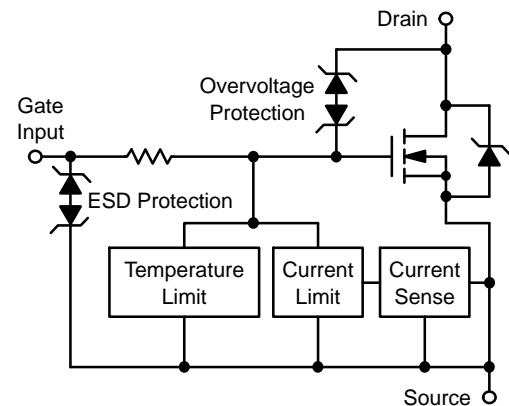 Drain
Overvoltage
Protection
Gate
Input
ESD Protection
Temperature
Limit
Current
Limit
Current
Sense
Source